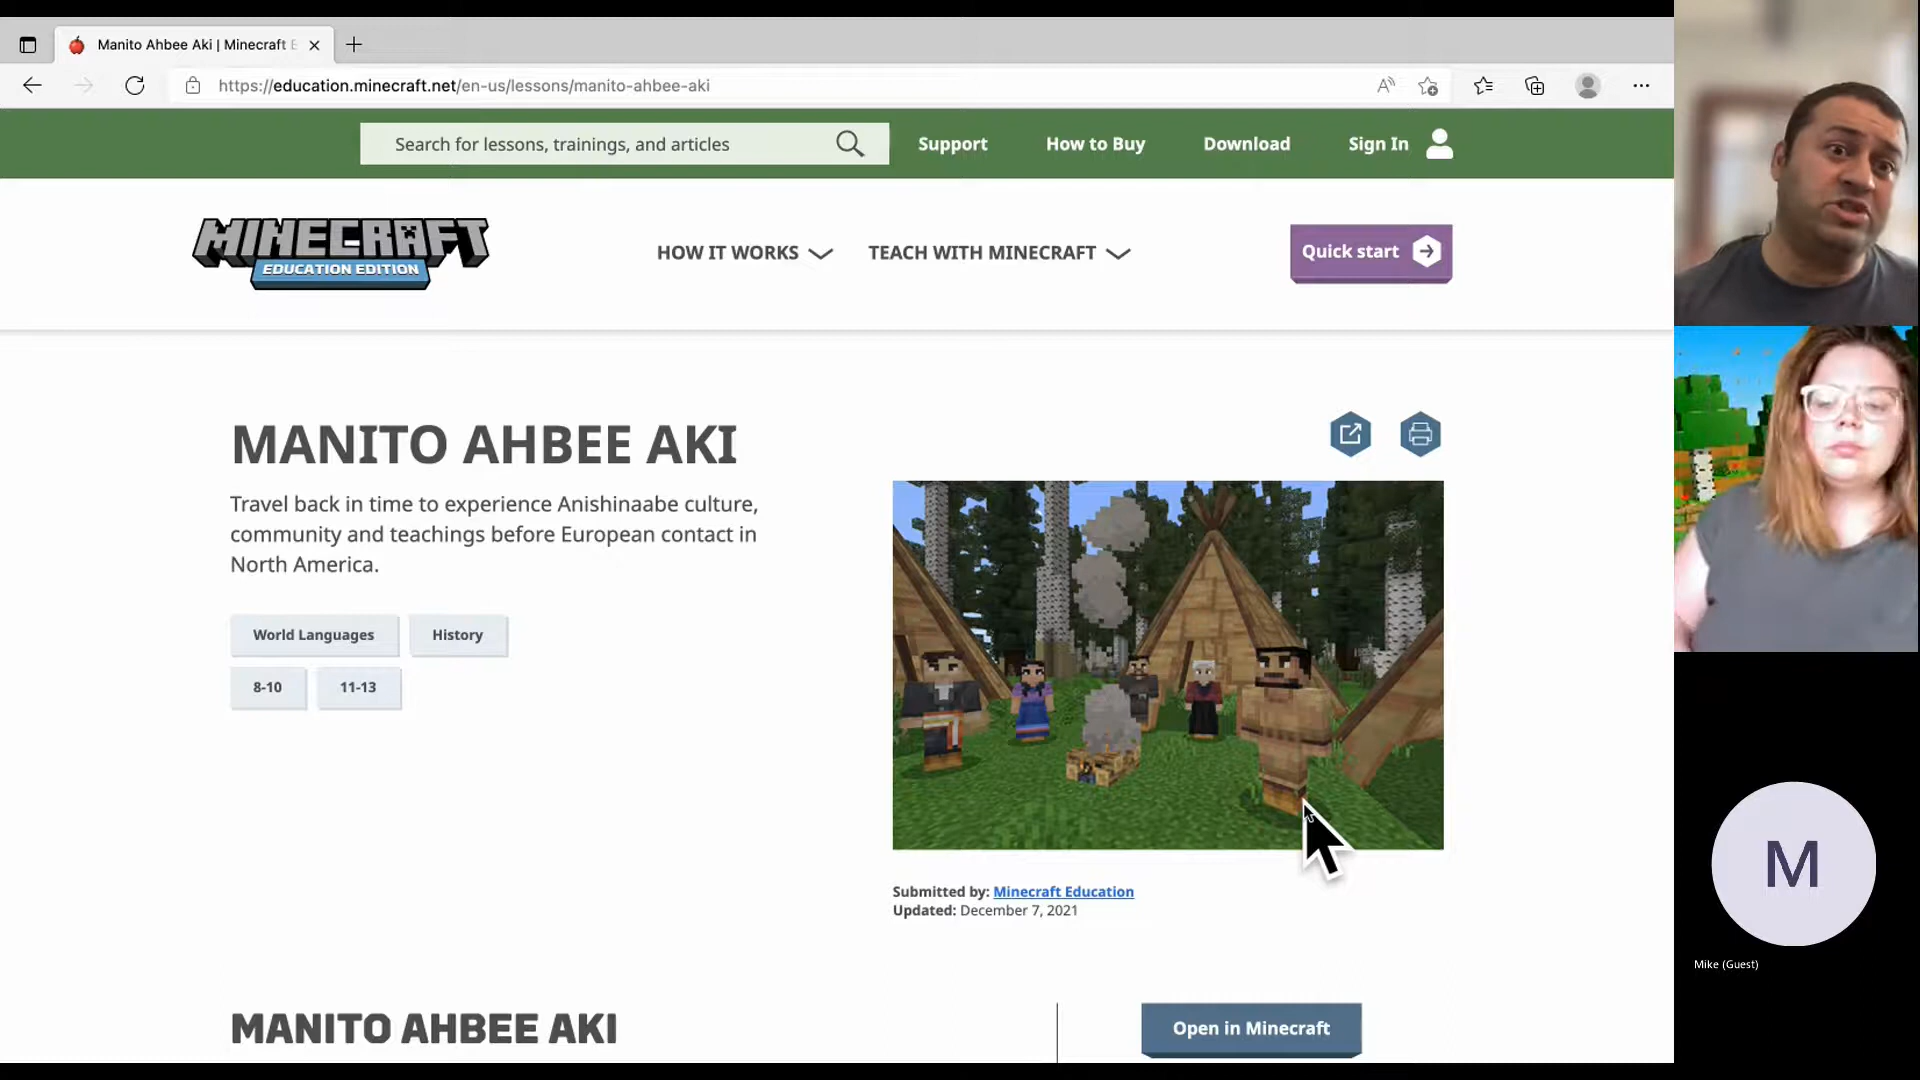 Manito Ahbee Aki | Minecraft E
https://education.minecraft.net/en-us/lessons/manito-ahbee-aki
Search for lessons, trainings, and articles
Support
How to Buy
Download
Sign In
MINECRAFT
EDUCATION EDITION
HOW IT WORKS
TEACH WITH MINECRAFT
Quick start
MANITO AHBEE AKI
Travel back in time to experience Anishinaabe culture,
community and teachings before European contact in
North America.
World Languages
History
8-10
11-13
Submitted by: Minecraft Education
Updated: December 7, 2021
MANITO AHBEE AKI
Open in Minecraft
M
Mike (Guest)